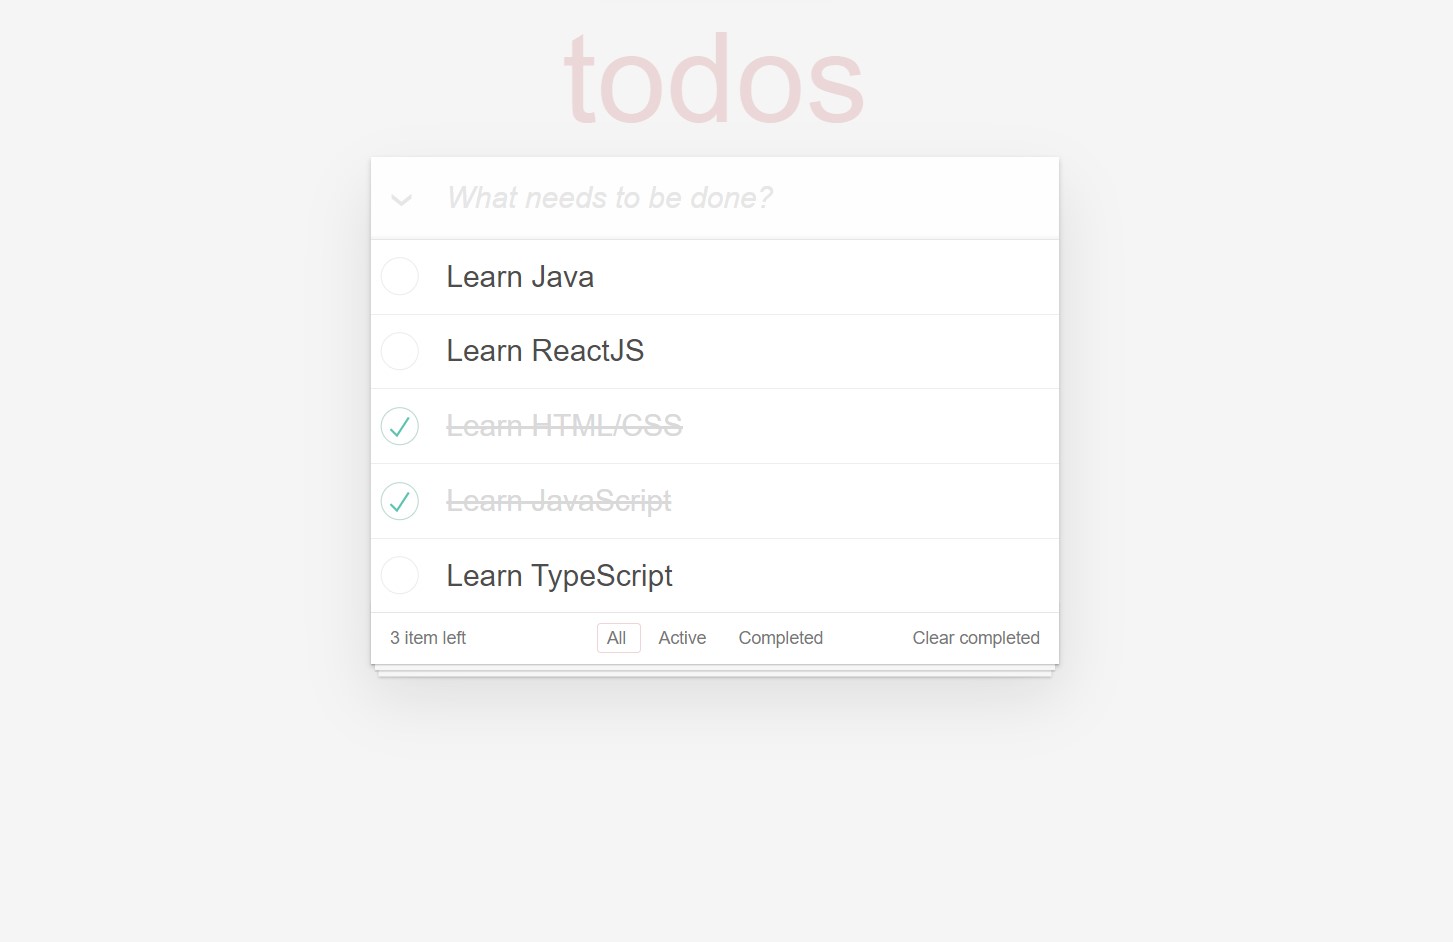 todos
What needs to be done?
Learn Java
Learn ReactJS
Learn HTML/CSS
Learn JavaScript
Learn TypeScript
3 item left All Active Completed Clear completed